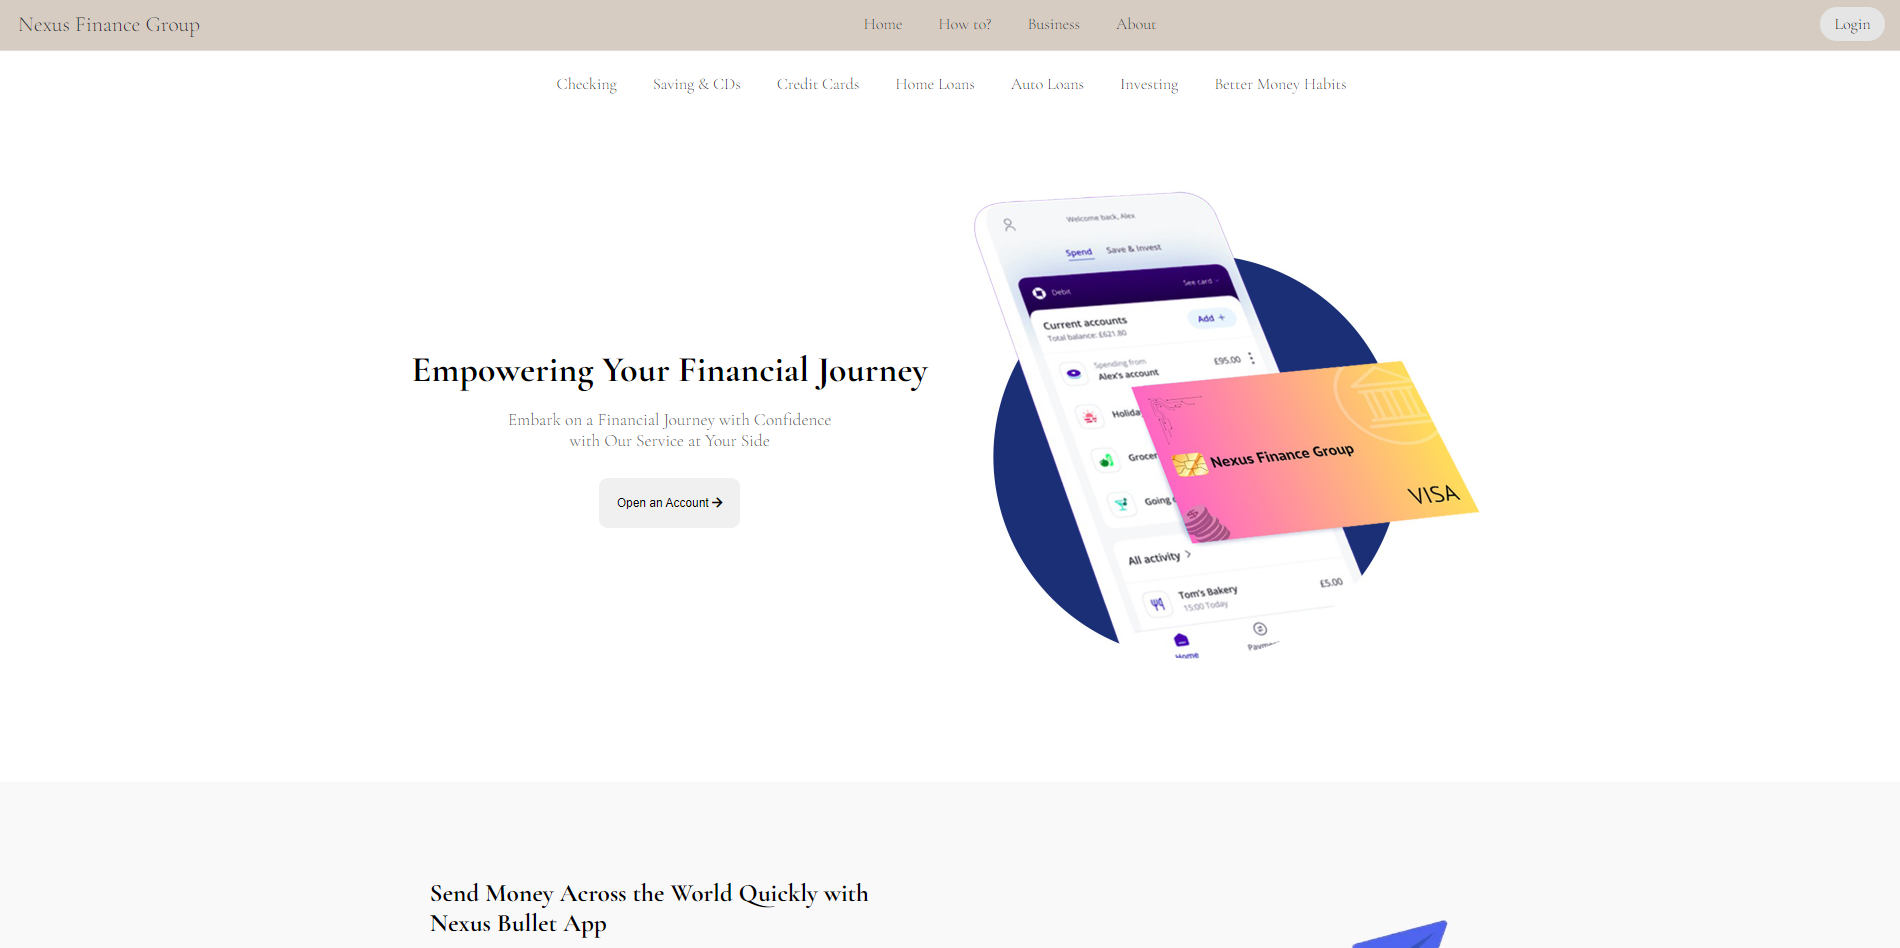 Nexus Finance Group
Home How to? Business About
Login
Checking Saving & CDs Credit Cards Home Loans Auto Loans Investing Better Money Habits
Empowering Your Financial Journey
Embark on a Financial Journey with Confidence
with Our Service at Your Side
Open an Account
Welcome back, Alex
Spend Save & Invest
Debit See card
Current accounts
Total balance: £621.80
Add +
Spending from
Alex's account
£95.00
Going
All activity
Tom's Bakery
15:00 Today
£5.00
Home
Nexus Finance Group
VISA
Send Money Across the World Quickly with
Nexus Bullet App